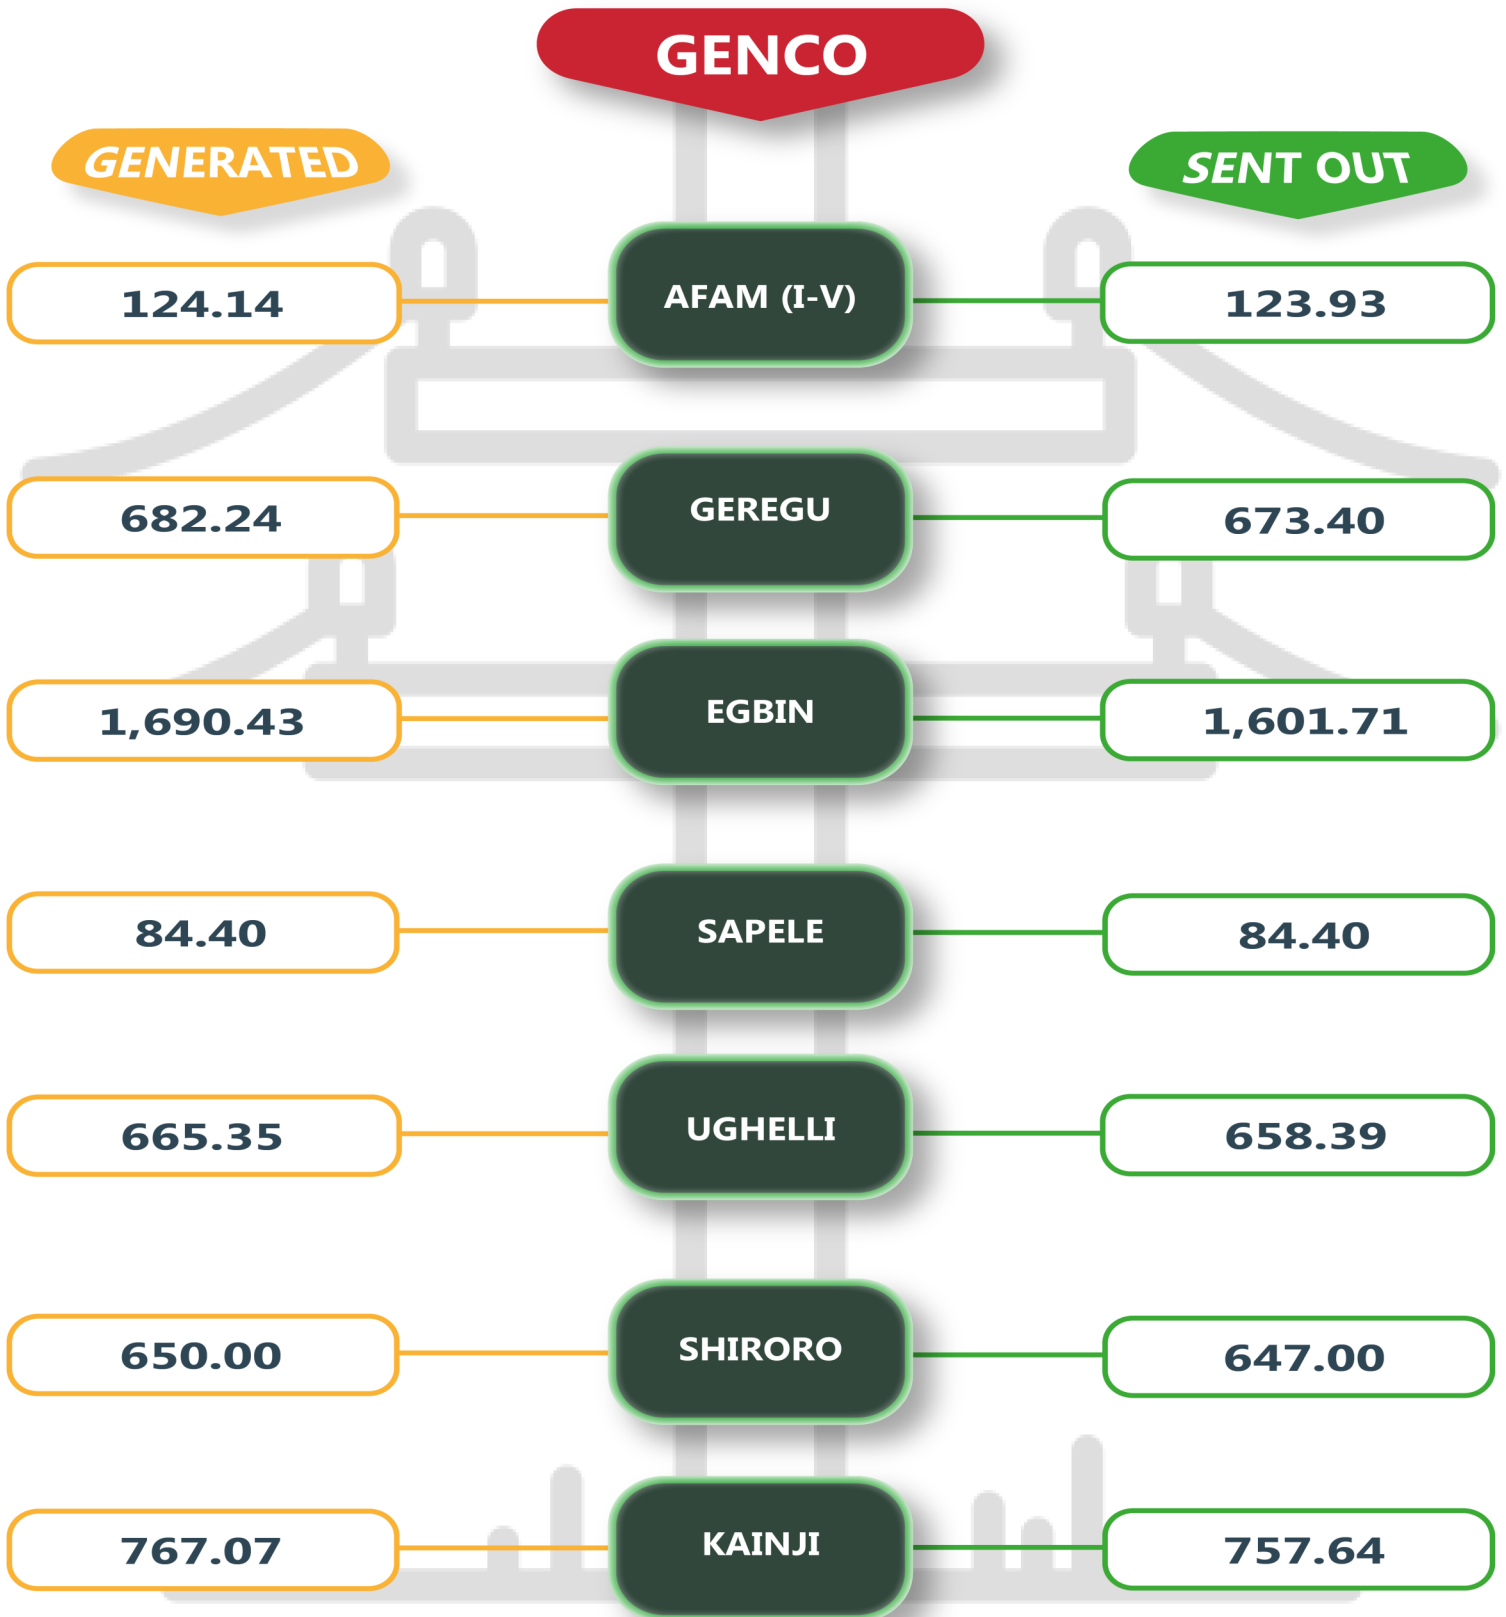 GENCO
GENERATED
SENT OUT
124.14
AFAM (I-V)
123.93
682.24
GEREGU
673.40
1,690.43
EGBIN
1,601.71
84.40
SAPELE
84.40
665.35
UGHELLI
658.39
650.00
SHIRORO
647.00
767.07
KAINJI
757.64